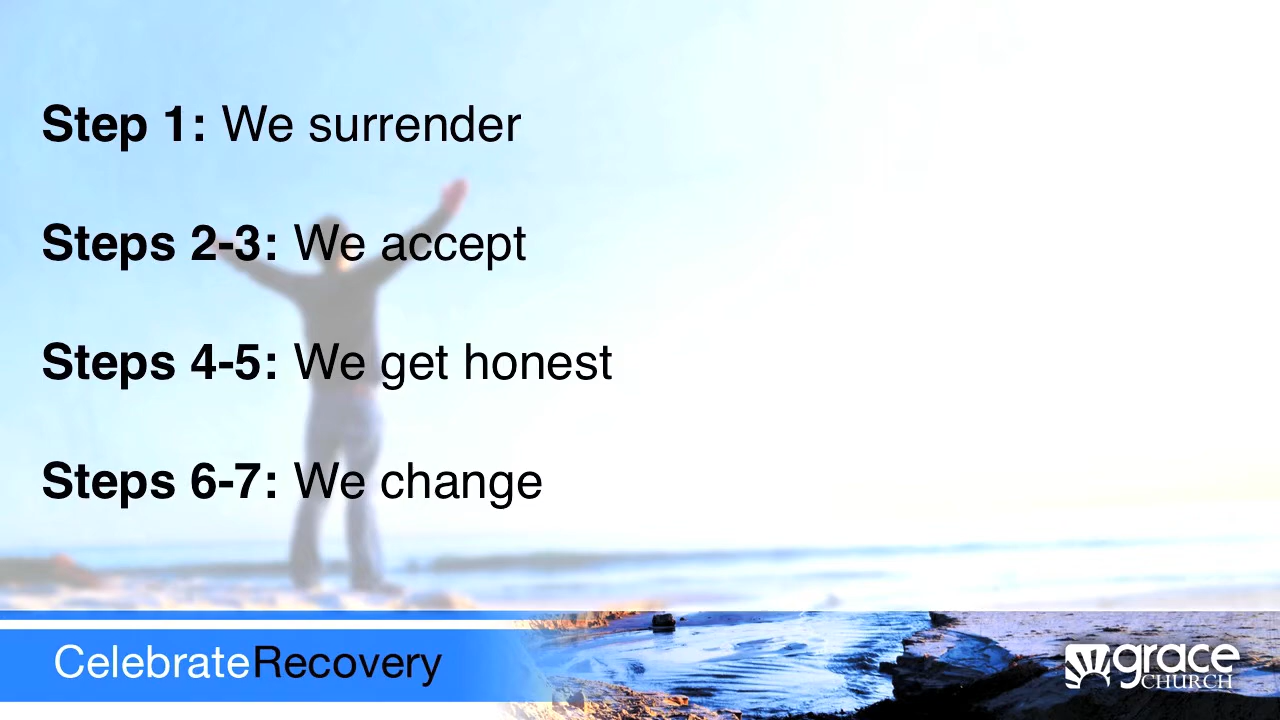 Step 1: We surrender
Steps 2-3: We accept
Steps 4-5: We get honest
Steps 6-7: We change
CelebrateRecovery
grace
CHURCH